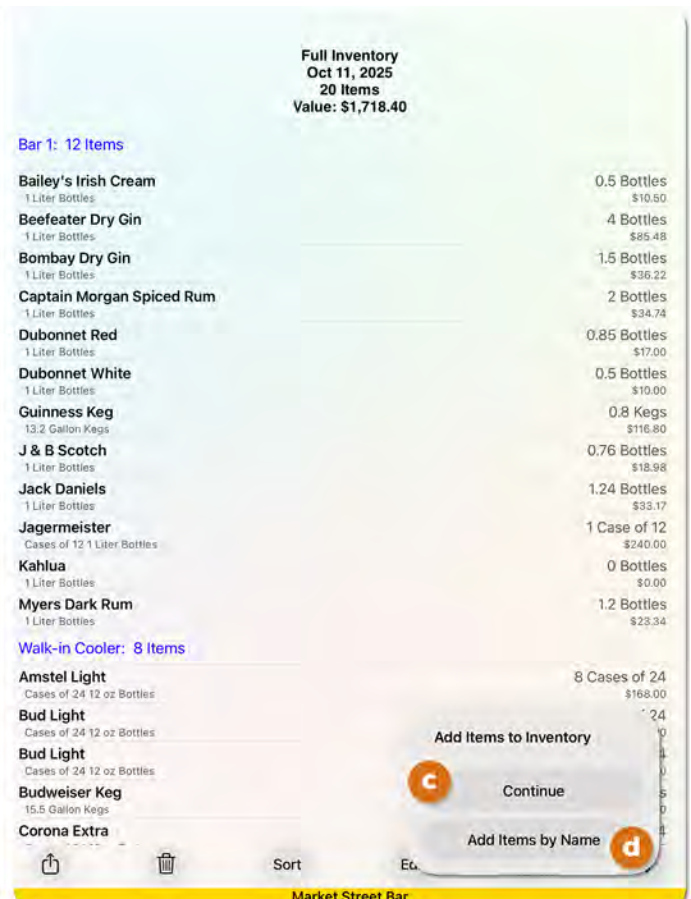 Full Inventory
Oct 11, 2025
20 Items
Value: $1,718.40
Bar 1: 12 Items
Bailey's Irish Cream 0.5 Bottles
1 Liter Bottles $10.50
Beefeater Dry Gin 4 Bottles
1 Liter Bottles $85.48
Bombay Dry Gin 1.5 Bottles
1 Liter Bottles $36.22
Captain Morgan Spiced Rum 2 Bottles
1 Liter Bottles $34.74
Dubonnet Red 0.85 Bottles
1 Liter Bottles $17.00
Dubonnet White 0.5 Bottles
1 Liter Bottles $10.00
Guinness Keg 0.8 Kegs
13.2 Gallon Kegs $116.80
J & B Scotch 0.76 Bottles
1 Liter Bottles $18.98
Jack Daniels 1.24 Bottles
1 Liter Bottles $33.17
Jagermeister 1 Case of 12
Cases of 12 1 Liter Bottles $240.00
Kahlua 0 Bottles
1 Liter Bottles $0.00
Myers Dark Rum 1.2 Bottles
1 Liter Bottles $23.34
Walk-in Cooler: 8 Items
Amstel Light 8 Cases of 24
Cases of 24 12 oz Bottles $168.00
Bud Light 24
Cases of 24 12 oz Bottles
Add Items to Inventory
Bud Light
Cases of 24 12 oz Bottles
c Continue
Budweiser Keg
15.5 Gallon Kegs
Corona Extra
Add Items by Name d
Sort
Market Street Bar